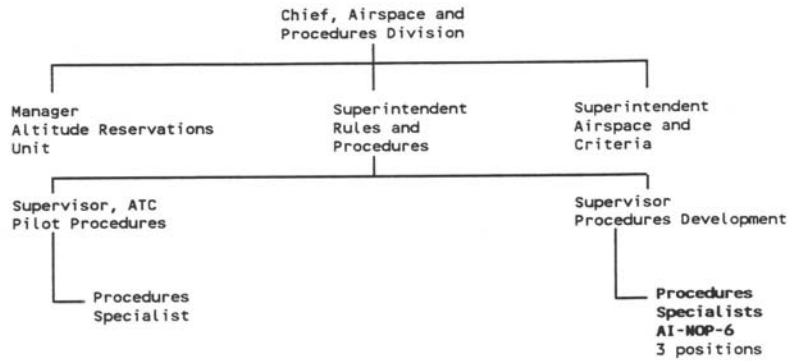 Chief, Airspace and
Procedures Division
Manager
Altitude Reservations
Unit
Superintendent
Rules and
Procedures
Superintendent
Airspace and
Criteria
Supervisor, ATC
Pilot Procedures
Supervisor
Procedures Development
Procedures
Specialist
Procedures
Specialists
AI-NOP-6
3 positions